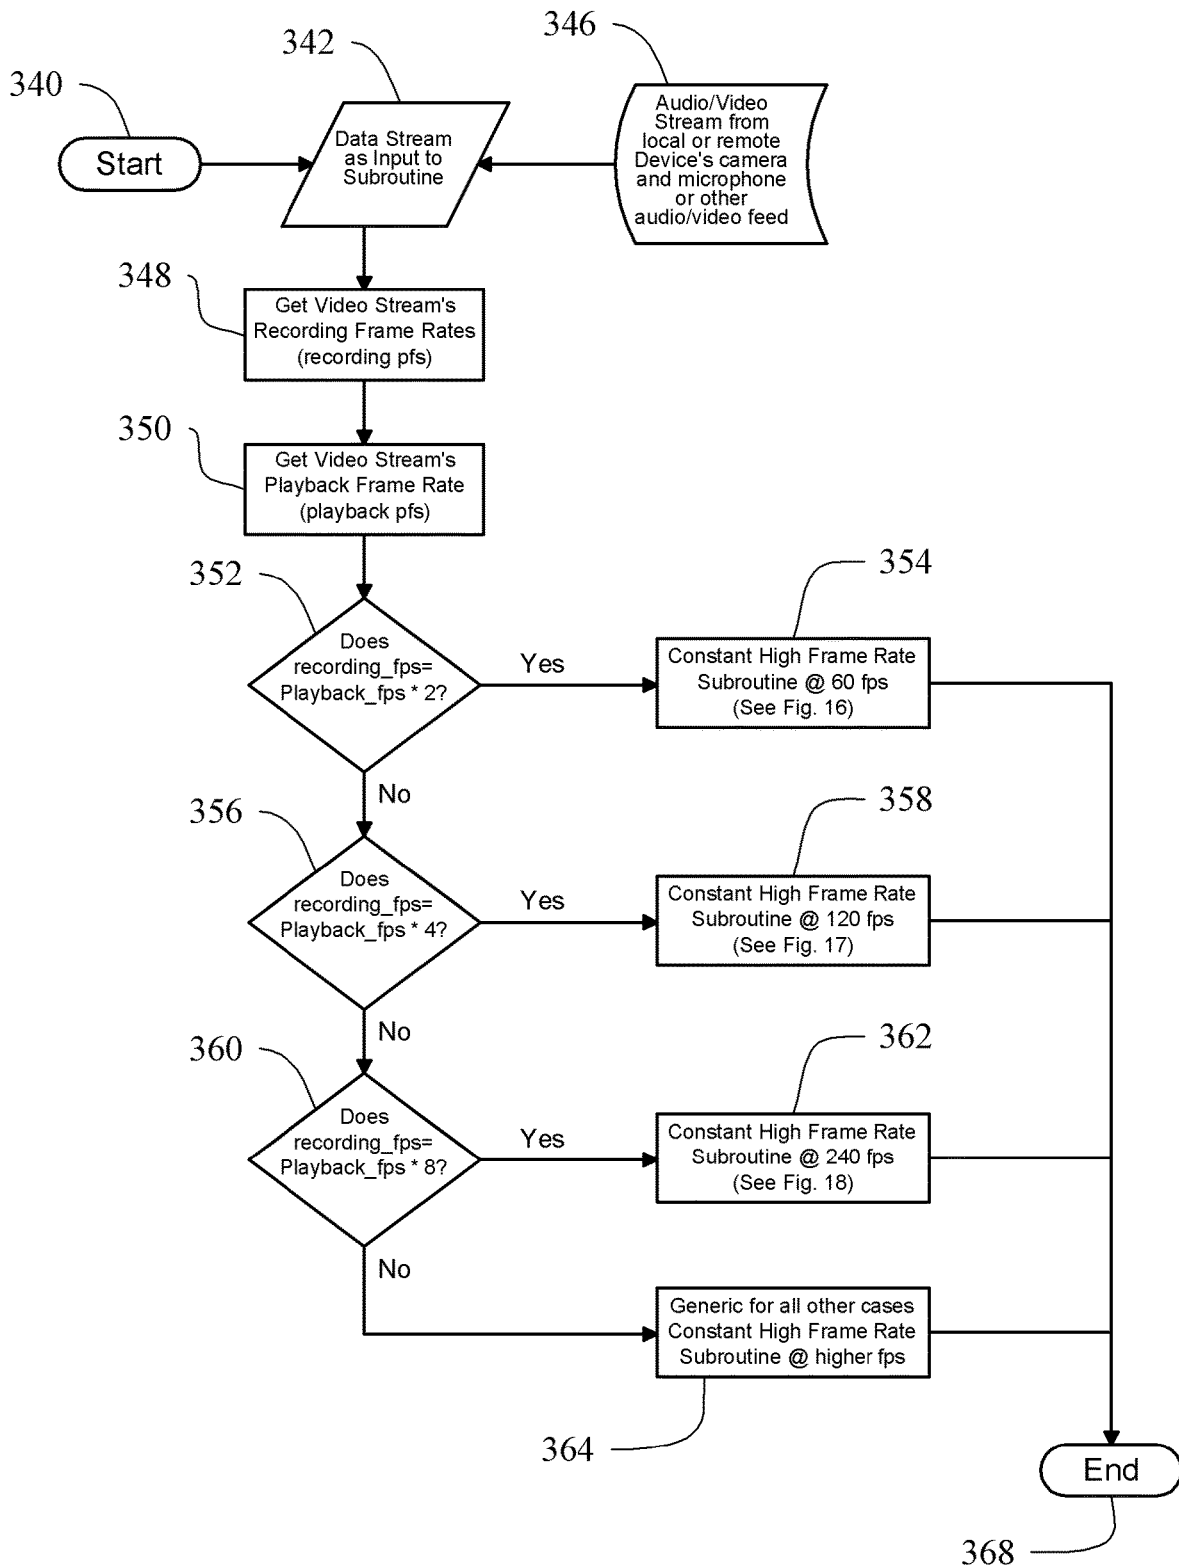 342
346
340
Start
Data Stream
as Input to
Subroutine
Audio/Video
Stream from
local or remote
Device's camera
and microphone
or other
audio/video feed
348
Get Video Stream's
Recording Frame Rates
(recording pfs)
350
Get Video Stream's
Playback Frame Rate
(playback pfs)
352
Does
recording_fps=
Playback_fps * 2?
Yes
354
Constant High Frame Rate
Subroutine @ 60 fps
(See Fig. 16)
No
356
Does
recording_fps=
Playback_fps * 4?
Yes
358
Constant High Frame Rate
Subroutine @ 120 fps
(See Fig. 17)
No
360
Does
recording_fps=
Playback_fps * 8?
Yes
362
Constant High Frame Rate
Subroutine @ 240 fps
(See Fig. 18)
No
Generic for all other cases
Constant High Frame Rate
Subroutine @ higher fps
364
End
368